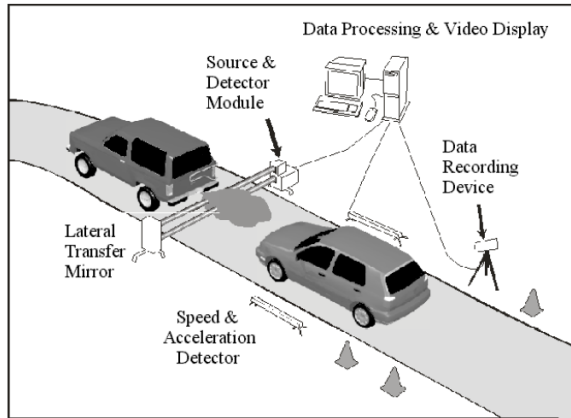 Data Processing & Video Display
Source &
Detector
Module
Data
Recording
Device
Lateral
Transfer
Mirror
Speed &
Acceleration
Detector